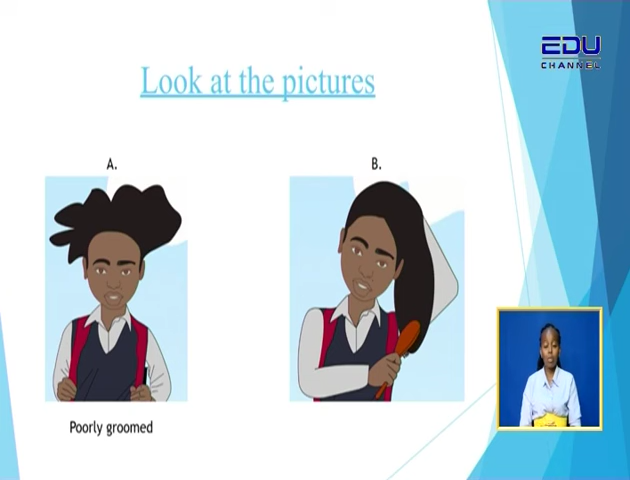 EDU
CHANNEL
Look at the pictures
A.
B.
Poorly groomed